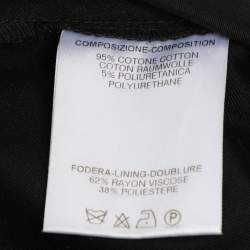 COMPOSIZIONE-COMPOSITION
95% COTONE COTTON
COTON BAUMWOLLE
5% POLIURETANICA
POLYURETHANE
FODERA-LINING-DOUBLURE
62% RAYON VISCOSE
38% POLIESTERE
P